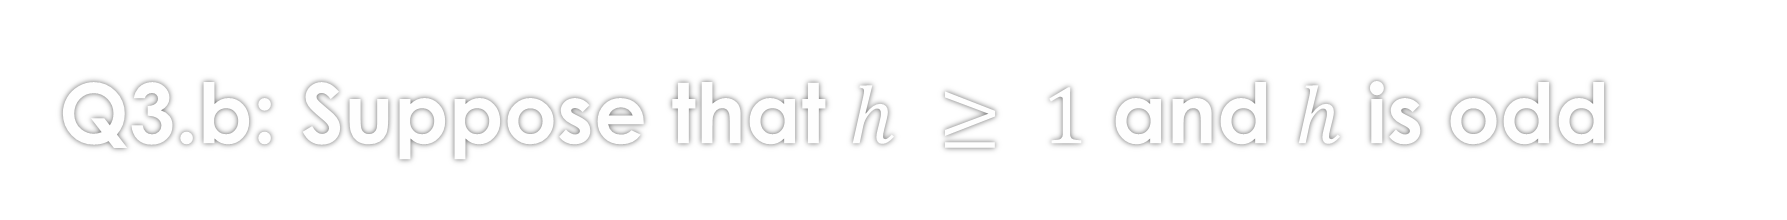 Q3.b: Suppose that ℎ ≥ 1 and ℎ is odd